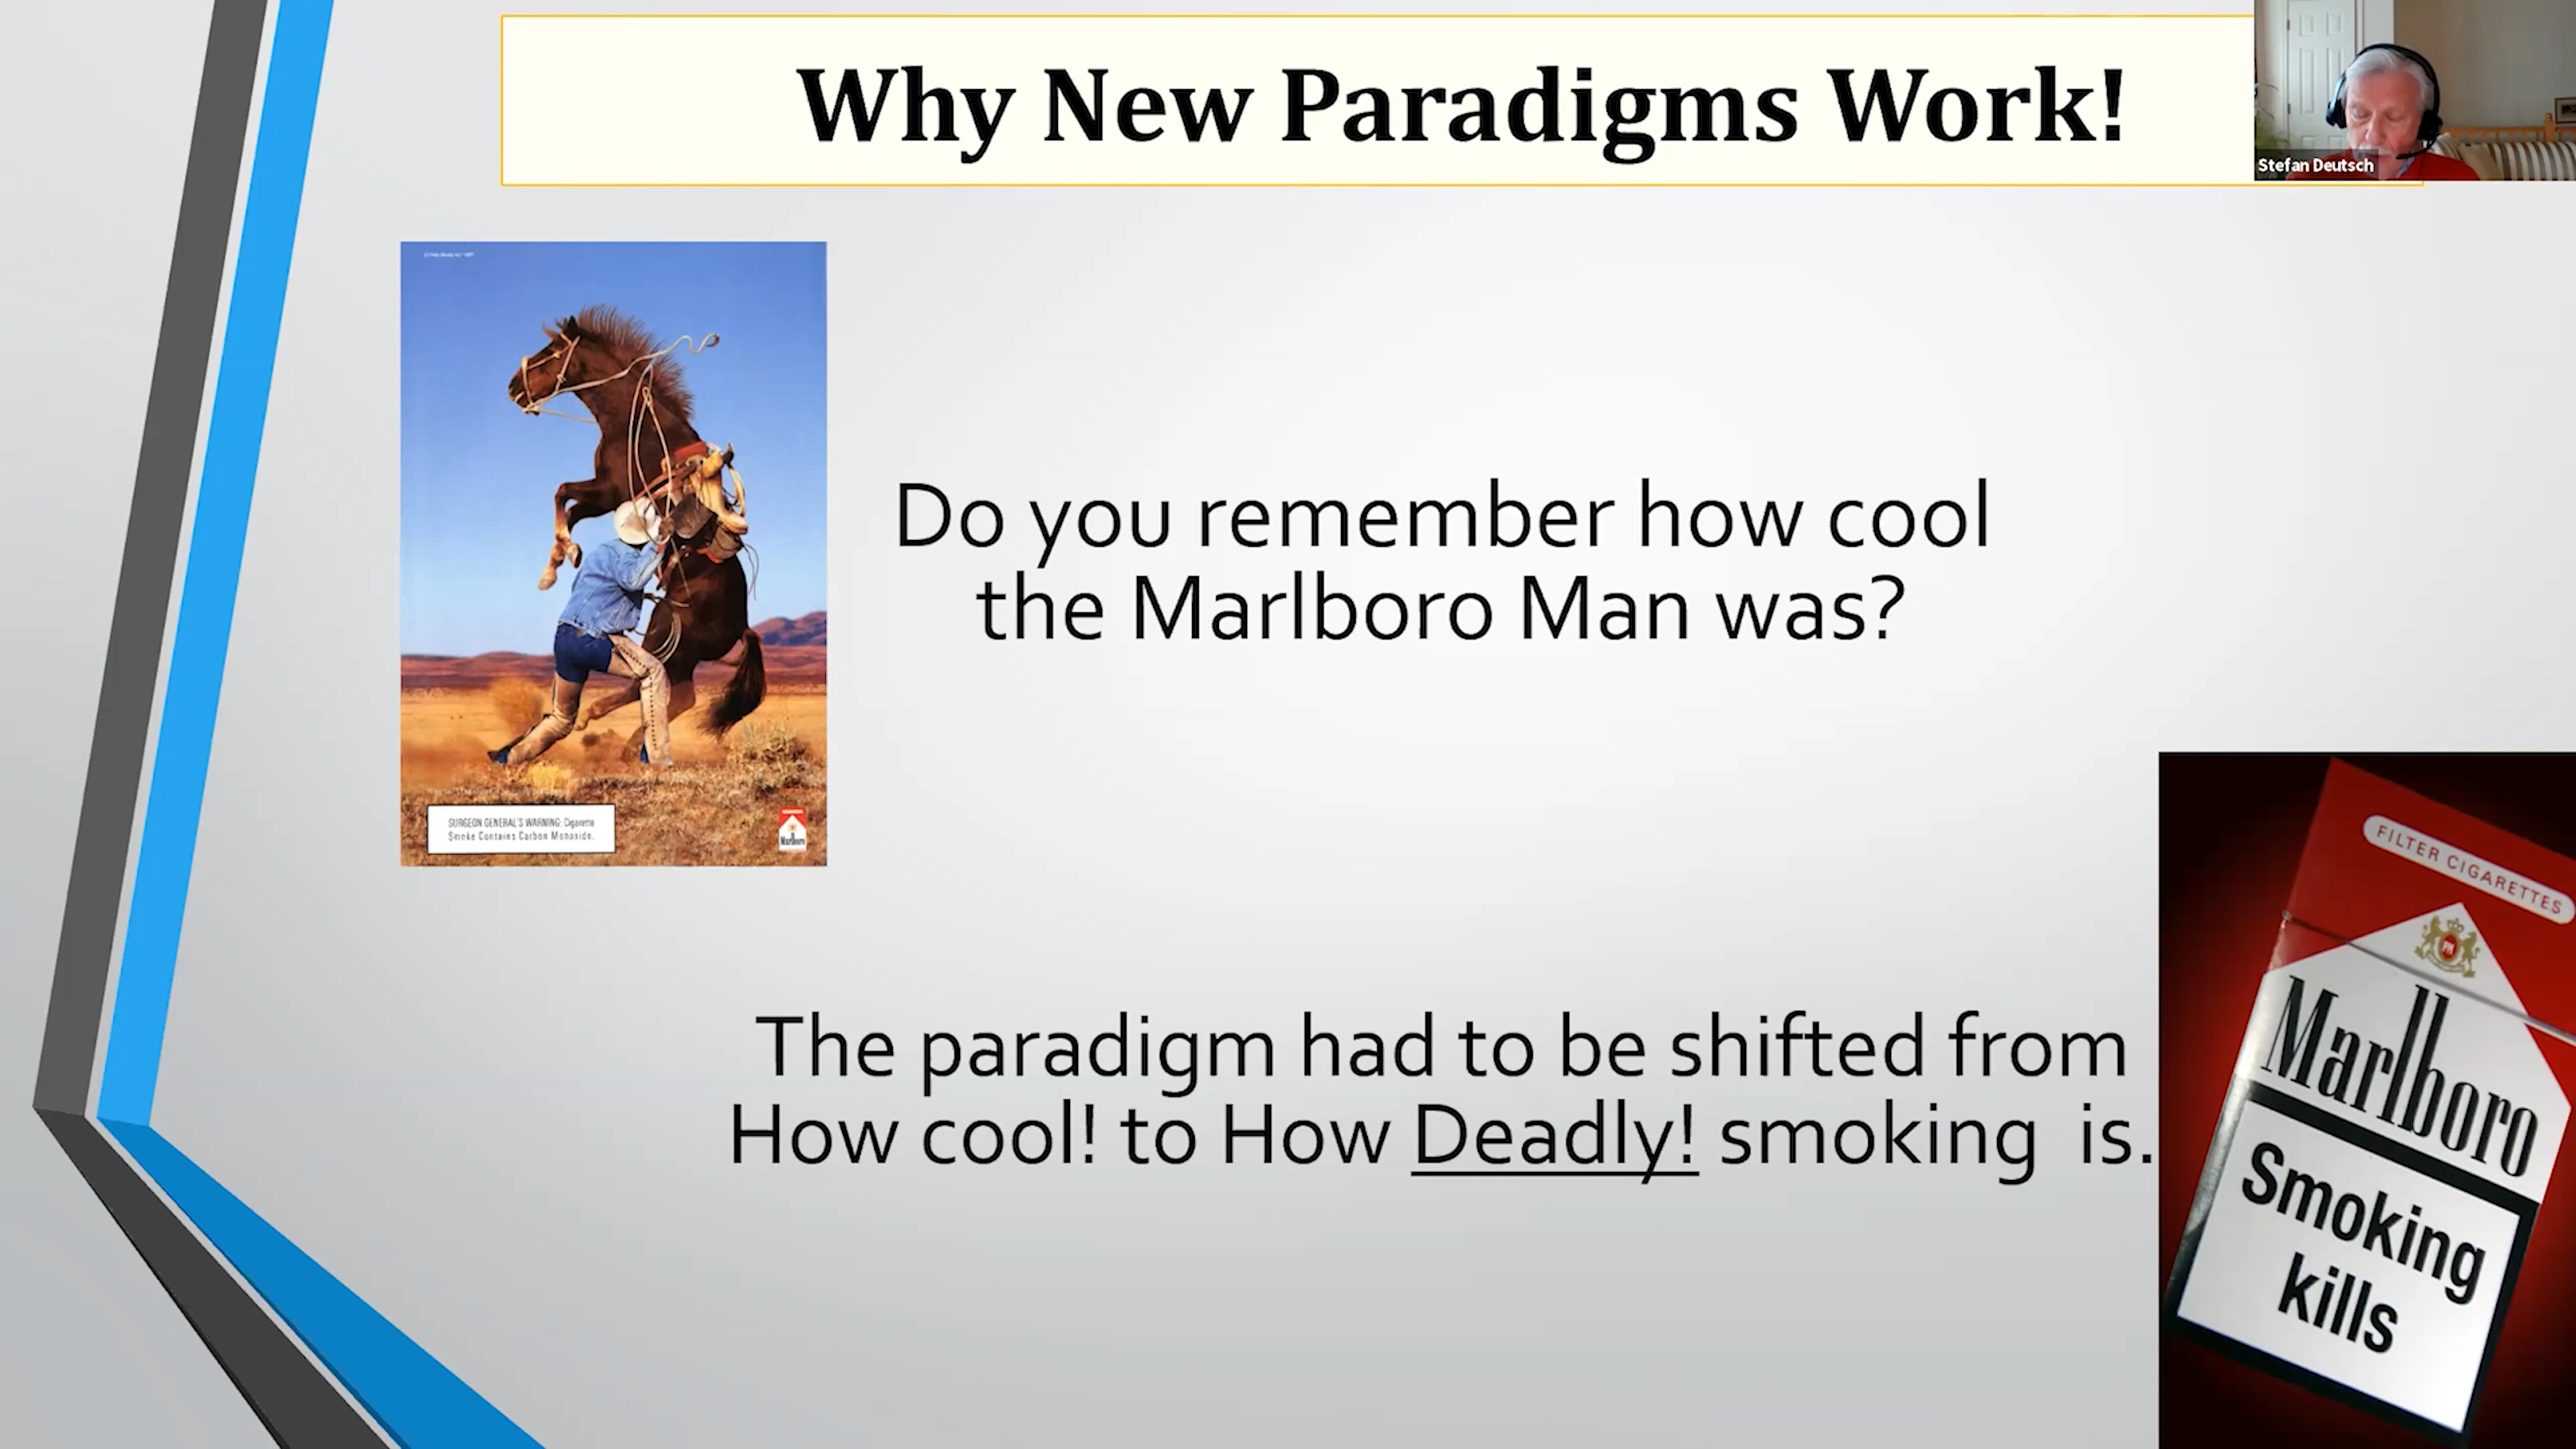 Why New Paradigms Work!
Stefan Deutsch
Do you remember how cool
the Marlboro Man was?
SURGEON GENERAL'S WARNING: Cigarette
Smoke Contains Carbon Monoxide.
Marlboro
The paradigm had to be shifted from
How cool! to How Deadly! smoking is.
FILTER CIGARETTES
PM
Marlboro
Smoking
kills